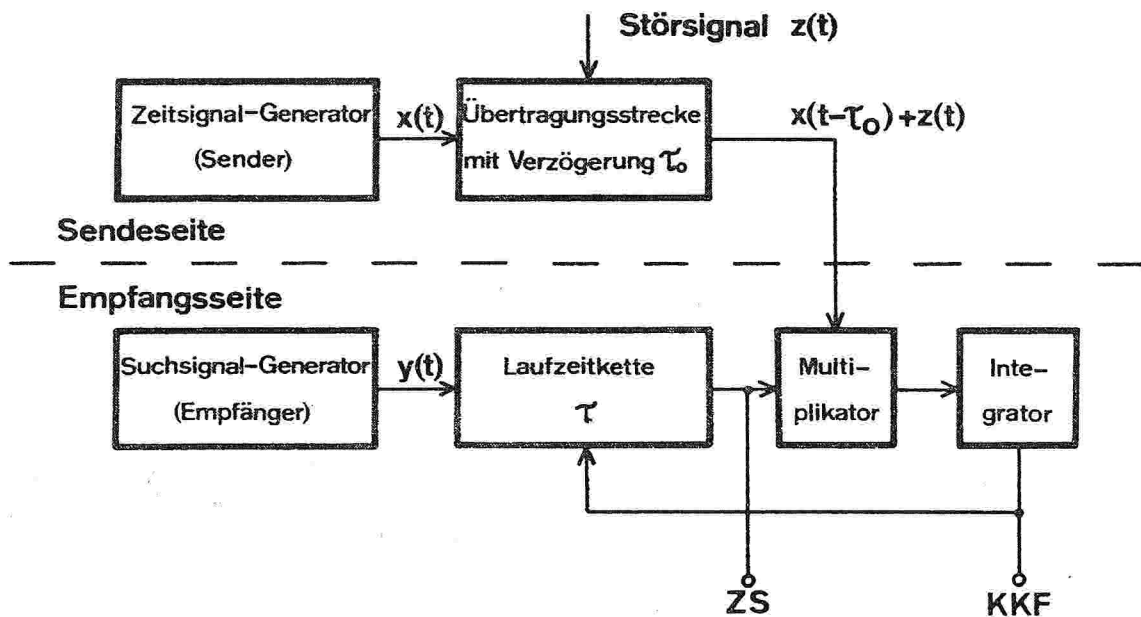 Störsignal z(t)
Zeitsignal-Generator
(Sender)
x(t)
Übertragungsstrecke
mit Verzögerung τ₀
x(t-τ₀)+z(t)
Sendeseite
Empfangsseite
Suchsignal-Generator
(Empfänger)
y(t)
Laufzeitkette
τ
Multi-
plikator
Inte-
grator
ZS
KKF